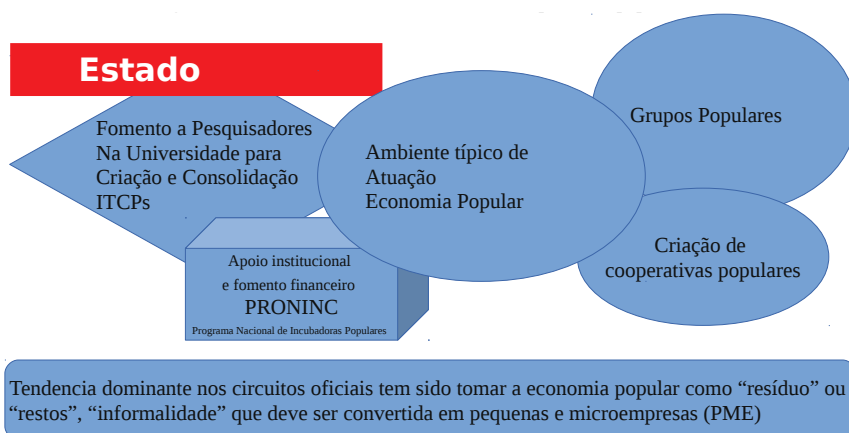 Estado
Fomento a Pesquisadores
Na Universidade para
Criação e Consolidação
ITCPs
Apoio institucional
e fomento financeiro
PRONINC
Programa Nacional de Incubadoras Populares
Ambiente típico de
Atuação
Economia Popular
Grupos Populares
Criação de
cooperativas populares
Tendencia dominante nos circuitos oficiais tem sido tomar a economia popular como “resíduo” ou
“restos”, “informalidade” que deve ser convertida em pequenas e microempresas (PME)